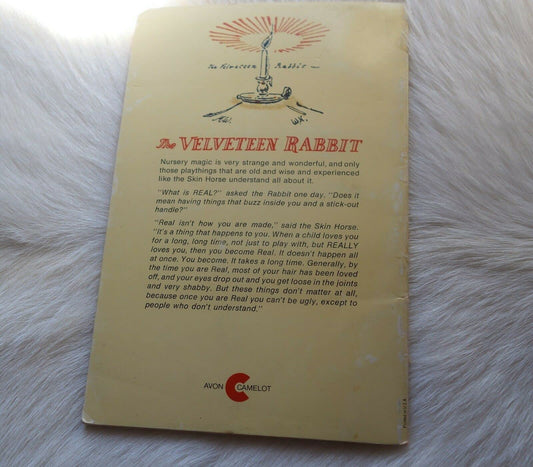 The Velveteen Rabbit
The VELVETEEN RABBIT
Nursery magic is very strange and wonderful, and only
those playthings that are old and wise and experienced
like the Skin Horse understand all about it.
"What is REAL?" asked the Rabbit one day. "Does it
mean having things that buzz inside you and a stick-out
handle?"
"Real isn't how you are made," said the Skin Horse.
"It's a thing that happens to you. When a child loves you
for a long, long time, not just to play with, but REALLY
loves you, then you become Real. It doesn't happen all
at once. You become. It takes a long time. Generally, by
the time you are Real, most of your hair has been loved
off, and your eyes drop out and you get loose in the joints
and very shabby. But these things don't matter at all,
because once you are Real you can't be ugly, except to
people who don't understand."
AVON CAMELOT
Printed in U.S.A.